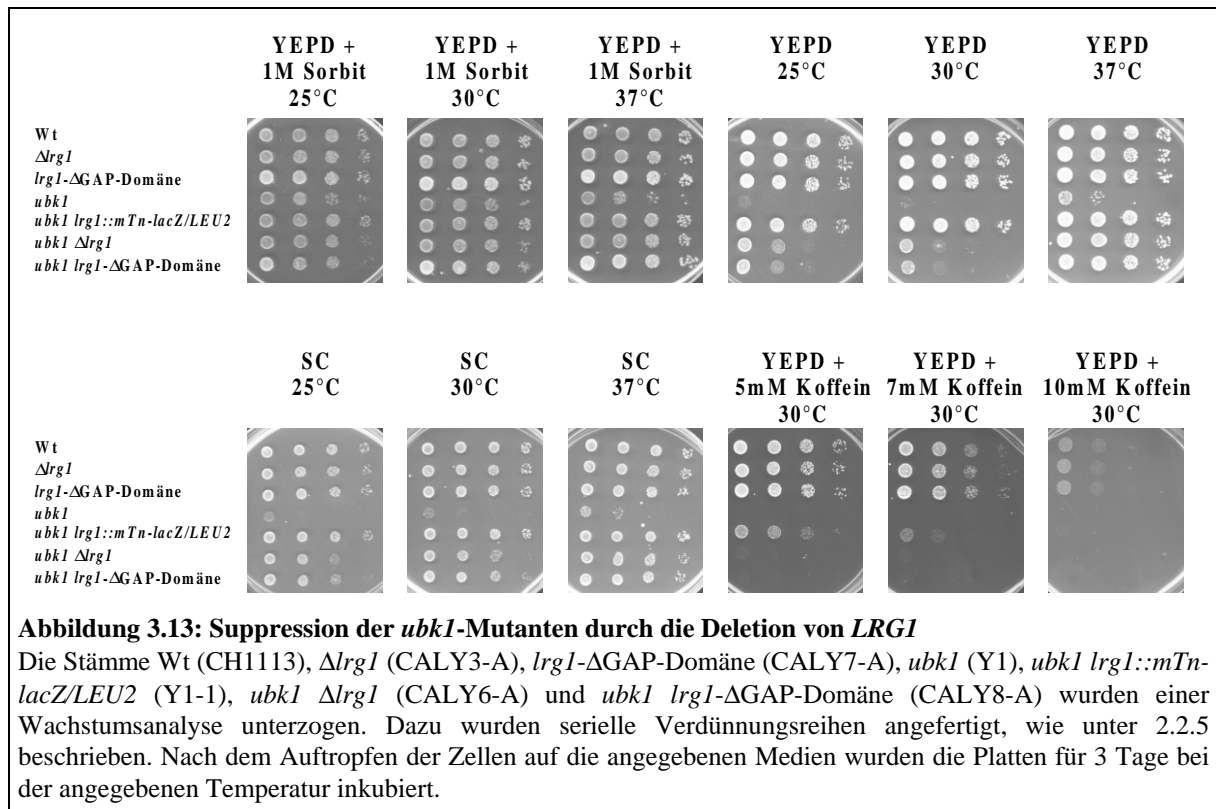 YEPD + 1M Sorbit 25°C
YEPD + 1M Sorbit 30°C
YEPD + 1M Sorbit 37°C
YEPD 25°C
YEPD 30°C
YEPD 37°C
Wt
Δlrg1
lrg1-ΔGAP-Domäne
ubk1
ubk1 lrg1::mTn-lacZ/LEU2
ubk1 Δlrg1
ubk1 lrg1-ΔGAP-Domäne
SC 25°C
SC 30°C
SC 37°C
YEPD + 5mM Koffein 30°C
YEPD + 7mM Koffein 30°C
YEPD + 10mM Koffein 30°C
Wt
Δlrg1
lrg1-ΔGAP-Domäne
ubk1
ubk1 lrg1::mTn-lacZ/LEU2
ubk1 Δlrg1
ubk1 lrg1-ΔGAP-Domäne
Abbildung 3.13: Suppression der ubk1-Mutanten durch die Deletion von LRG1
Die Stämme Wt (CH1113), Δlrg1 (CALY3-A), lrg1-ΔGAP-Domäne (CALY7-A), ubk1 (Y1), ubk1 lrg1::mTn-
lacZ/LEU2 (Y1-1), ubk1 Δlrg1 (CALY6-A) und ubk1 lrg1-ΔGAP-Domäne (CALY8-A) wurden einer
Wachstumsanalyse unterzogen. Dazu wurden serielle Verdünnungsreihen angefertigt, wie unter 2.2.5
beschrieben. Nach dem Auftropfen der Zellen auf die angegebenen Medien wurden die Platten für 3 Tage bei
der angegebenen Temperatur inkubiert.